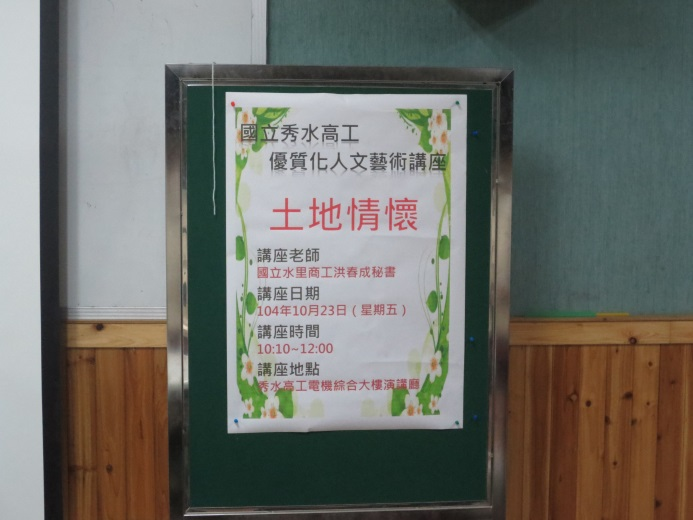 國立秀水高工
優質化人文藝術講座
土地情懷
講座老師
國立水里商工洪春成秘書
講座日期
104年10月23日（星期五）
講座時間
10:10~12:00
講座地點
秀水高工電機綜合大樓演講廳